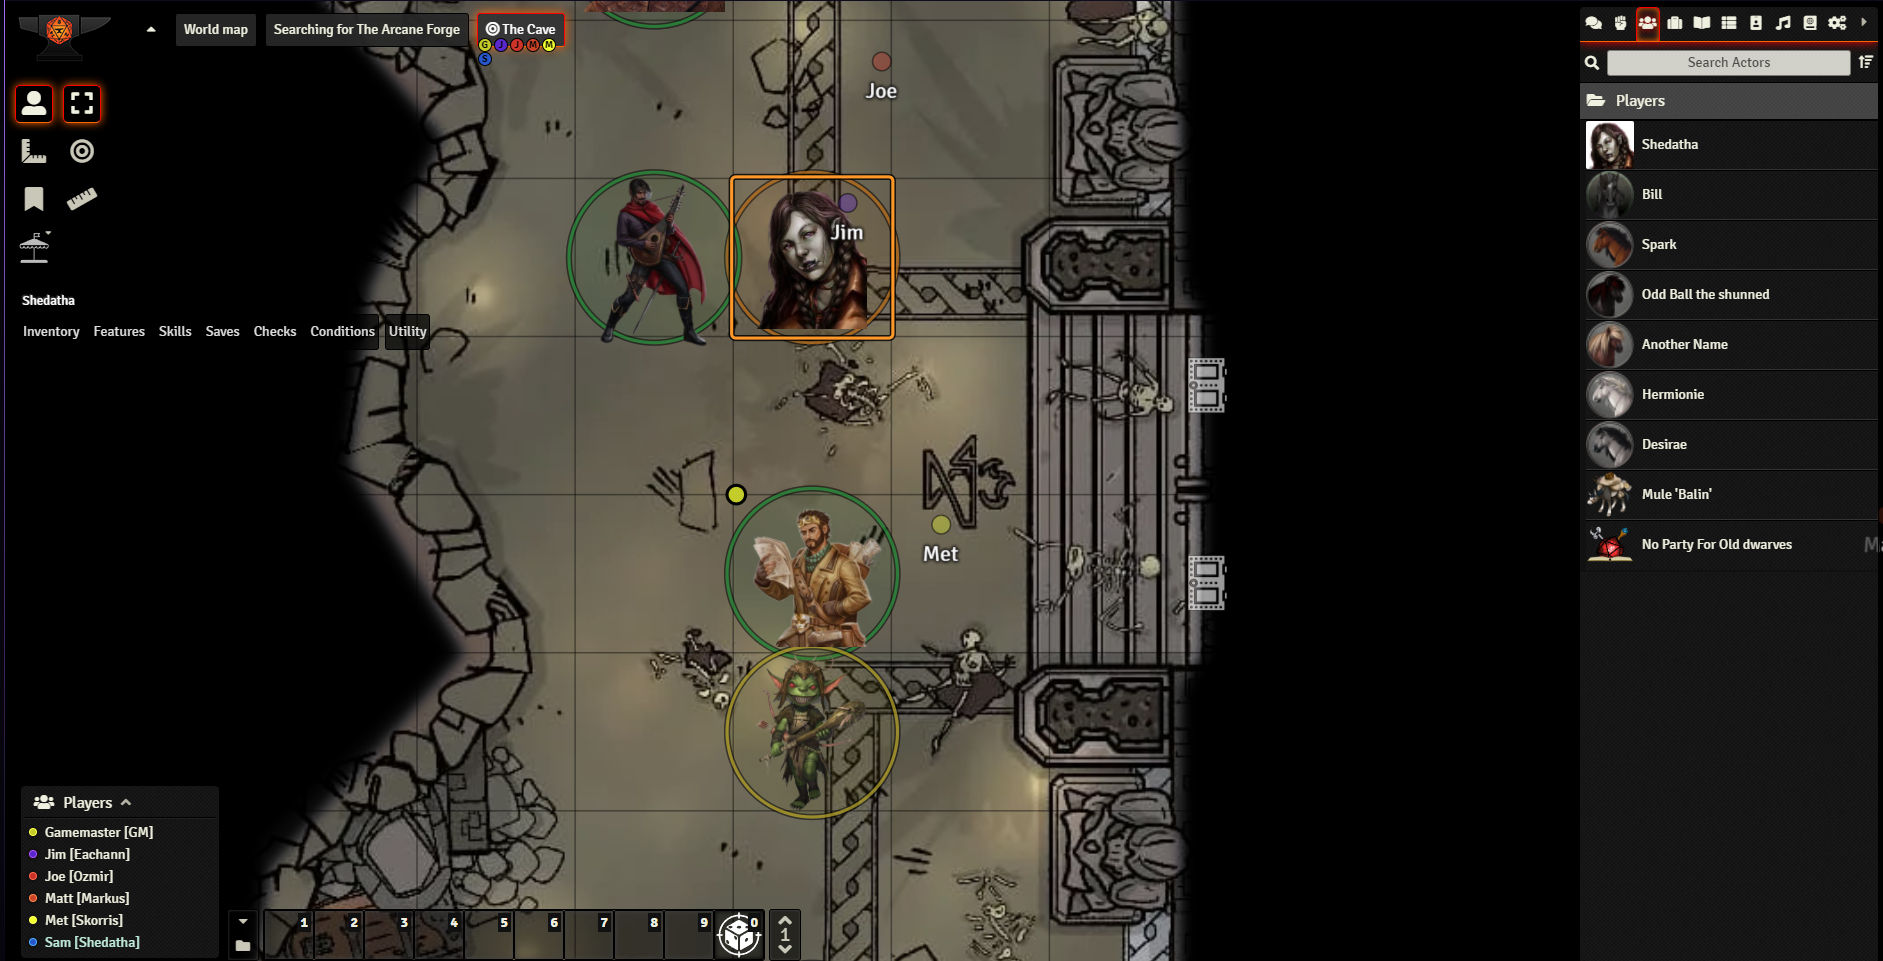 World map
Searching for The Arcane Forge
The Cave
G J J M M
S
Search Actors
Players
Shedatha
Bill
Spark
Odd Ball the shunned
Another Name
Hermionie
Desirae
Mule 'Balin'
No Party For Old dwarves
Ma
Joe
Jim
Met
Shedatha
Inventory Features Skills Saves Checks Conditions Utility
Players
Gamemaster [GM]
Jim [Eachann]
Joe [Ozmir]
Matt [Markus]
Met [Skorris]
Sam [Shedatha]
1 2 3 4 5 6 7 8 9 0
1